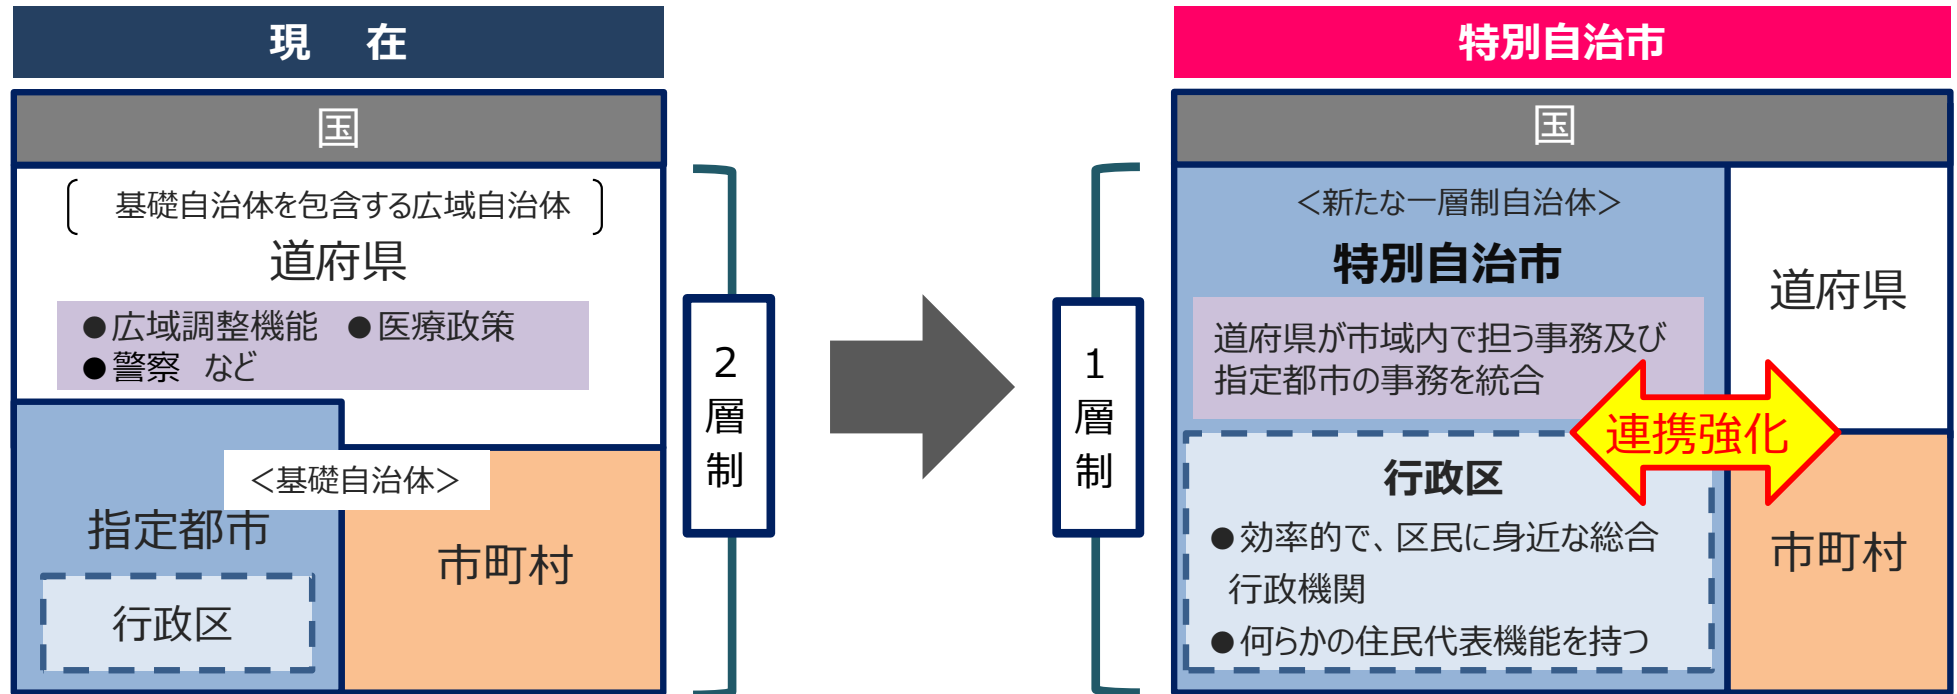 現 在
国
基礎自治体を包含する広域自治体
道府県
●広域調整機能 ●医療政策
●警察 など
＜基礎自治体＞
指定都市
市町村
行政区
２層制
特別自治市
国
＜新たな一層制自治体＞
特別自治市
道府県が市域内で担う事務及び
指定都市の事務を統合
行政区
●効率的で、区民に身近な総合
行政機関
●何らかの住民代表機能を持つ
１層制
連携強化
道府県
市町村